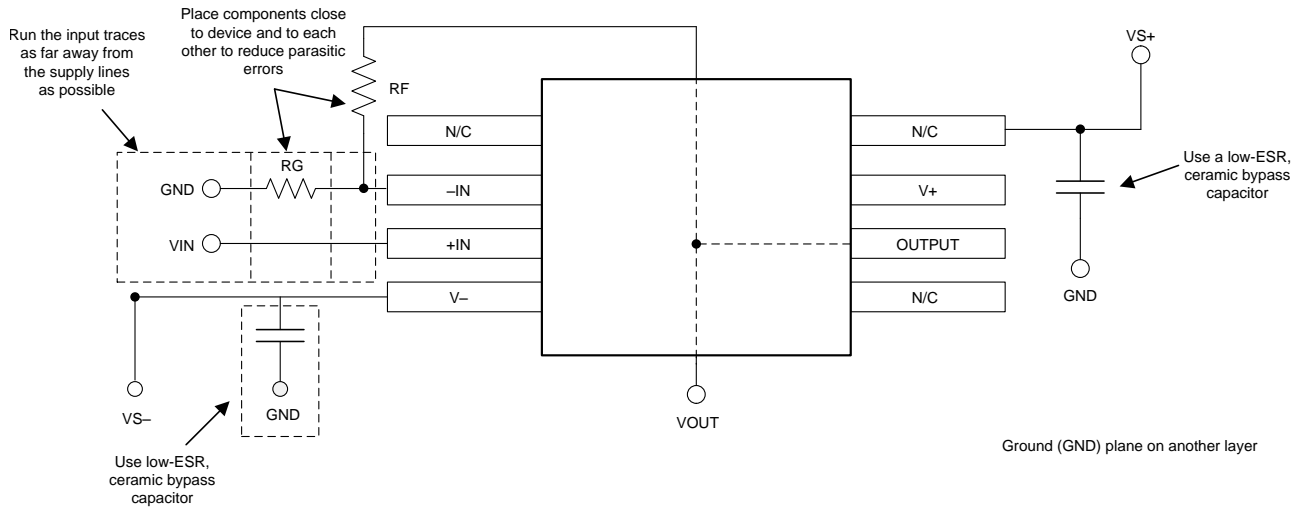 Place components close
to device and to each
other to reduce parasitic
errors
Run the input traces
as far away from
the supply lines
as possible
VS+
RF
N/C
N/C
RG
Use a low-ESR,
ceramic bypass
capacitor
GND
–IN
V+
VIN
+IN
OUTPUT
V–
N/C
GND
VS–
GND
VOUT
Use low-ESR,
ceramic bypass
capacitor
Ground (GND) plane on another layer